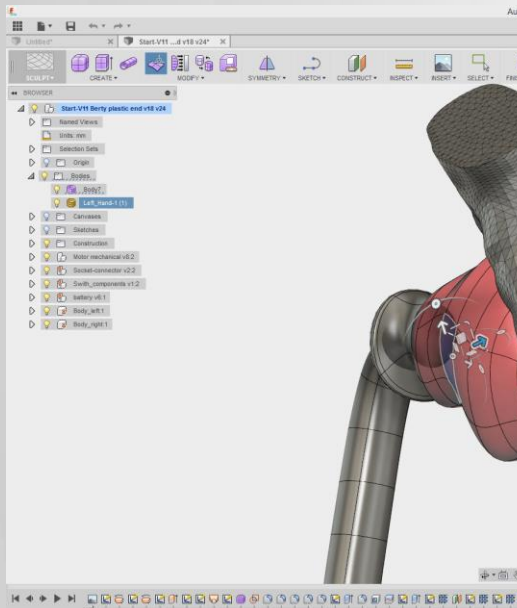 Au
Untitled*
Start-V11 ...d v18 v24*
SCULPT
CREATE
MODIFY
SYMMETRY
SKETCH
CONSTRUCT
INSPECT
INSERT
SELECT
BROWSER
Start-V11 Berty plastic end v18 v24
Named Views
Units: mm
Selection Sets
Origin
Bodies
Body7
Left_Hand-1 (1)
Canvases
Sketches
Construction
Motor mechanical v8:2
Socket-connector v2:2
Swith_components v1:2
battery v6:1
Body_left:1
Body_right:1